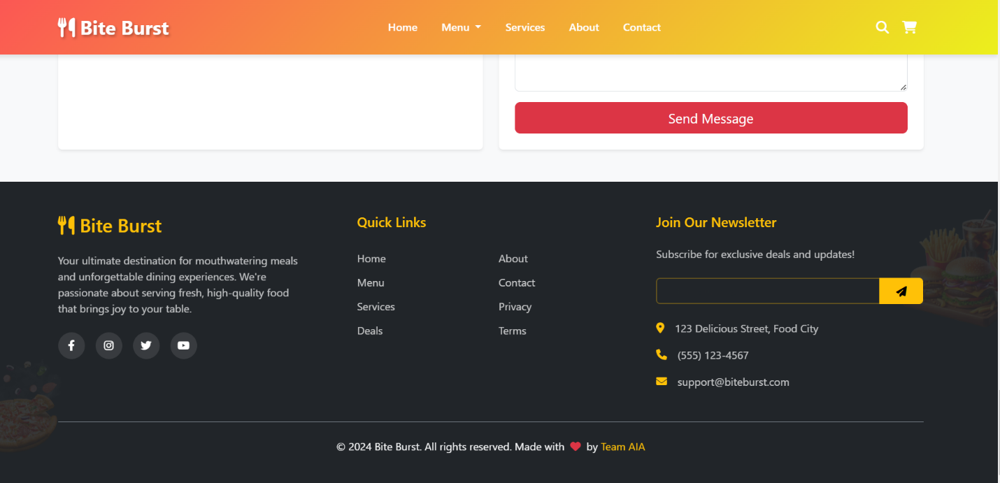 Bite Burst
Home Menu Services About Contact
Send Message
Bite Burst
Your ultimate destination for mouthwatering meals
and unforgettable dining experiences. We're
passionate about serving fresh, high-quality food
that brings joy to your table.
Quick Links
Home
Menu
Services
Deals
About
Contact
Privacy
Terms
Join Our Newsletter
Subscribe for exclusive deals and updates!
123 Delicious Street, Food City
(555) 123-4567
support@biteburst.com
© 2024 Bite Burst. All rights reserved. Made with ❤ by Team AIA